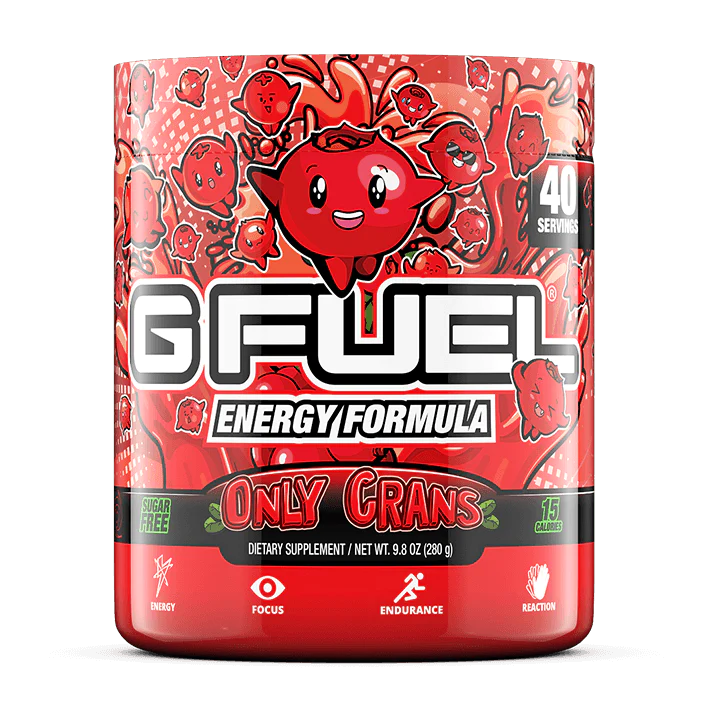 40
SERVINGS
G FUEL®
ENERGY FORMULA
ONLY CRANS
SUGAR
FREE
15
CALORIES
DIETARY SUPPLEMENT / NET WT. 9.8 OZ (280 g)
ENERGY
FOCUS
ENDURANCE
REACTION